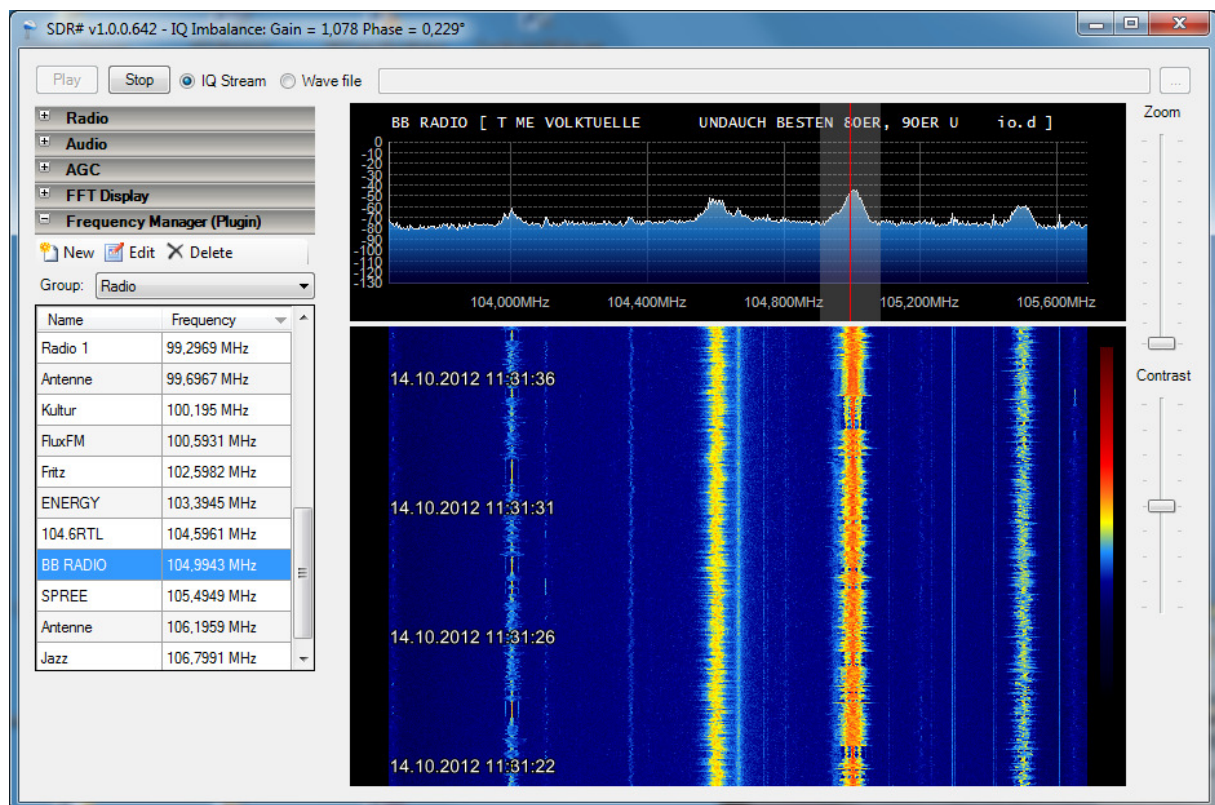 SDR# v1.0.0.642 - IQ Imbalance: Gain = 1,078 Phase = 0,229°
Play Stop IQ Stream Wave file ...
Radio
Audio
AGC
FFT Display
Frequency Manager (Plugin)
New Edit Delete
Group: Radio
Name Frequency
Radio 1 99,2969 MHz
Antenne 99,6967 MHz
Kultur 100,195 MHz
FluxFM 100,5931 MHz
Fritz 102,5982 MHz
ENERGY 103,3945 MHz
104.6RTL 104,5961 MHz
BB RADIO 104,9943 MHz
SPREE 105,4949 MHz
Antenne 106,1959 MHz
Jazz 106,7991 MHz
BB RADIO [ T ME VOLKTUELLE UNDAUCH BESTEN 80ER, 90ER U io.d ]
0
-10
-20
-30
-40
-50
-60
-70
-80
-90
-100
-110
-120
-130
104,000MHz 104,400MHz 104,800MHz 105,200MHz 105,600MHz
14.10.2012 11:31:36
14.10.2012 11:31:31
14.10.2012 11:31:26
14.10.2012 11:31:22
Zoom
Contrast